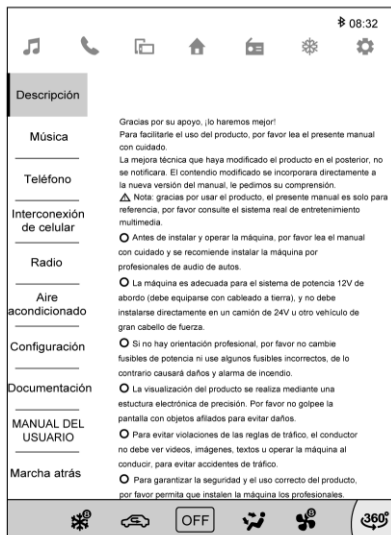 08:32
Descripción
Música
Teléfono
Interconexión
de celular
Radio
Aire
acondicionado
Configuración
Documentación
MANUAL DEL
USUARIO
Marcha atrás
Gracias por su apoyo, ¡lo haremos mejor!
Para facilitarle el uso del producto, por favor lea el presente manual
con cuidado.
La mejora técnica que haya modificado el producto en el posterior, no
se notificara. El contendio modificado se incorporara directamente a
la nueva versión del manual, le pedimos su comprensión.
Nota: gracias por usar el producto, el presente manual es solo para
referencia, por favor consulte el sistema real de entretenimiento
multimedia.
Antes de instalar y operar la máquina, por favor lea el manual
con cuidado y se recomiende instalar la máquina por
profesionales de audio de autos.
La máquina es adecuada para el sistema de potencia 12V de
abordo (debe equiparse con cableado a tierra), y no debe
instalarse directamente en un camión de 24V u otro vehículo de
gran cabello de fuerza.
Si no hay orientación profesional, por favor no cambie
fusibles de potencia ni use algunos fusibles incorrectos, de lo
contrario causará daños y alarma de incendio.
La visualización del producto se realiza mediante una
estuctura electrónica de precisión. Por favor no golpee la
pantalla con objetos afilados para evitar daños.
Para evitar violaciones de las reglas de tráfico, el conductor
no debe ver videos, imágenes, textos u operar la máquina al
conducir, para evitar accidentes de tráfico.
Para garantizar la seguridad y el uso correcto del producto,
por favor permita que instalen la máquina los profesionales.
OFF
360°